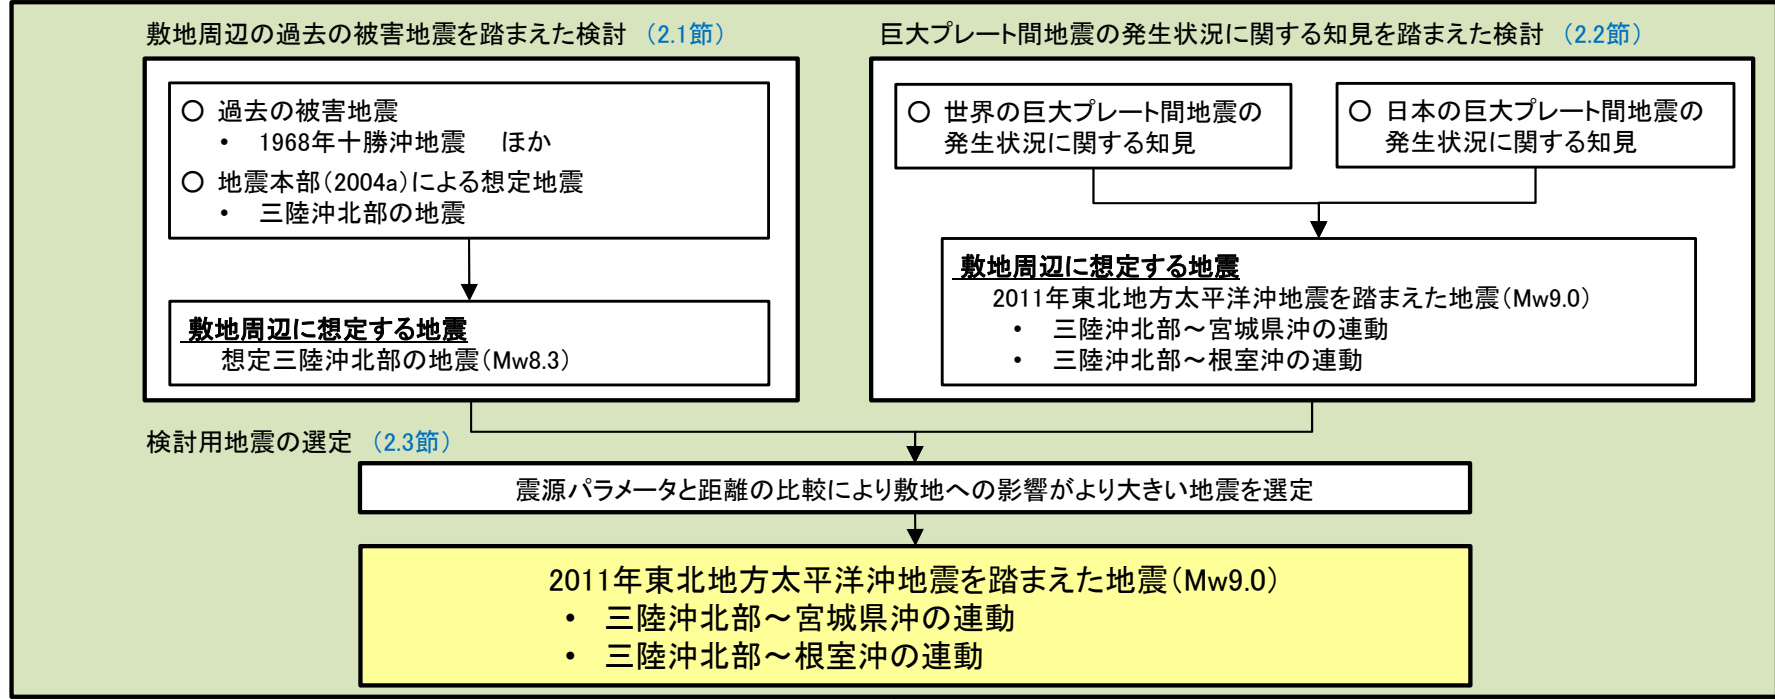 敷地周辺の過去の被害地震を踏まえた検討 （2.1節）
○ 過去の被害地震
• 1968年十勝沖地震 ほか
○ 地震本部（2004a）による想定地震
• 三陸沖北部の地震
敷地周辺に想定する地震
想定三陸沖北部の地震（Mw8.3）
巨大プレート間地震の発生状況に関する知見を踏まえた検討 （2.2節）
○ 世界の巨大プレート間地震の
発生状況に関する知見
○ 日本の巨大プレート間地震の
発生状況に関する知見
敷地周辺に想定する地震
2011年東北地方太平洋沖地震を踏まえた地震（Mw9.0）
• 三陸沖北部～宮城県沖の連動
• 三陸沖北部～根室沖の連動
検討用地震の選定 （2.3節）
震源パラメータと距離の比較により敷地への影響がより大きい地震を選定
2011年東北地方太平洋沖地震を踏まえた地震（Mw9.0）
• 三陸沖北部～宮城県沖の連動
• 三陸沖北部～根室沖の連動